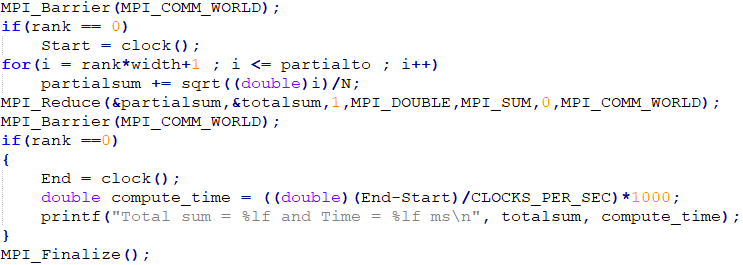 MPI_Barrier(MPI_COMM_WORLD);
if(rank == 0)
    Start = clock();
for(i = rank*width+1 ; i <= partialto ; i++)
    partialsum += sqrt((double)i)/N;
MPI_Reduce(&partialsum,&totalsum,1,MPI_DOUBLE,MPI_SUM,0,MPI_COMM_WORLD);
MPI_Barrier(MPI_COMM_WORLD);
if(rank ==0)
{
    End = clock();
    double compute_time = ((double)(End-Start)/CLOCKS_PER_SEC)*1000;
    printf("Total sum = %lf and Time = %lf ms\n", totalsum, compute_time);
}
MPI_Finalize();